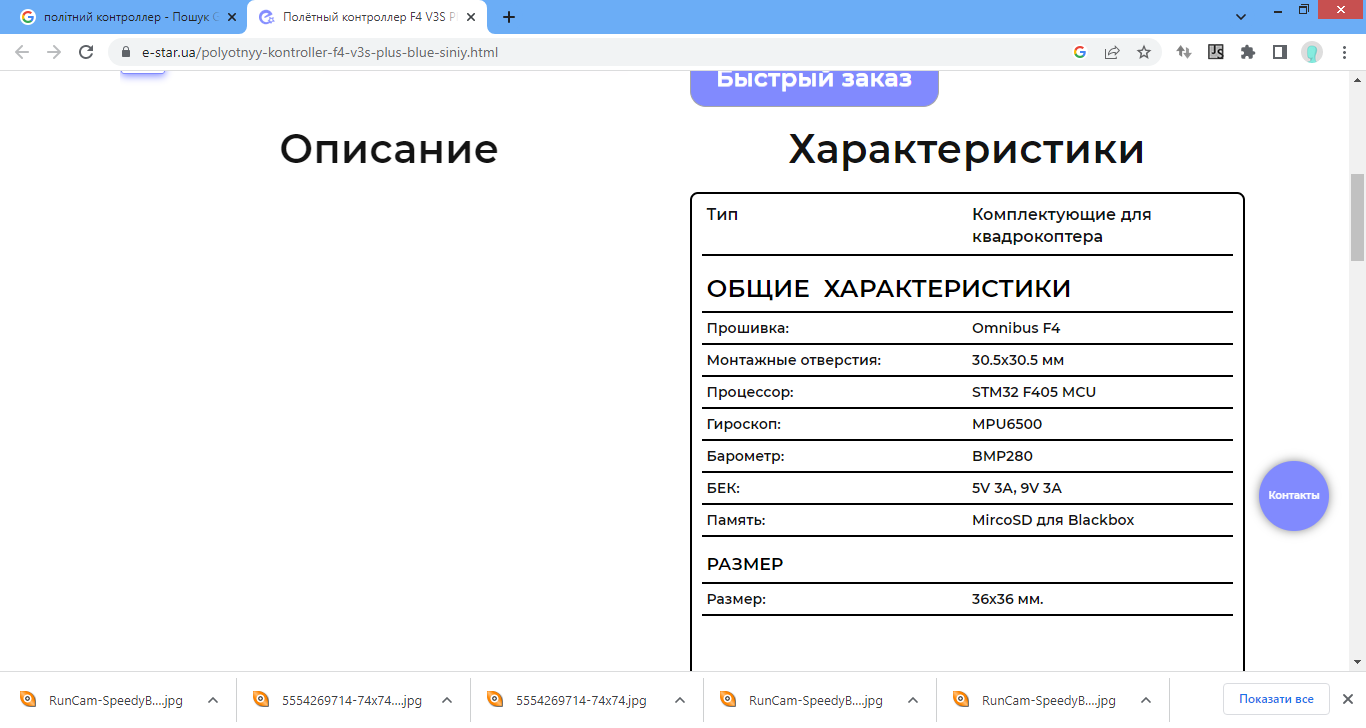 політний контроллер - Пошук G
Полётный контроллер F4 V3S Pl
e-star.ua/polyotnyy-kontroller-f4-v3s-plus-blue-siniy.html
JS
Быстрый заказ
Описание
Характеристики
Тип Комплектующие для
квадрокоптера
ОБЩИЕ ХАРАКТЕРИСТИКИ
Прошивка: Omnibus F4
Монтажные отверстия: 30.5x30.5 мм
Процессор: STM32 F405 MCU
Гироскоп: MPU6500
Барометр: BMP280
БЕК: 5V 3A, 9V 3A
Память: MircoSD для Blackbox
РАЗМЕР
Размер: 36x36 мм.
Контакты
RunCam-SpeedyB....jpg
5554269714-74x74....jpg
5554269714-74x74.jpg
RunCam-SpeedyB....jpg
RunCam-SpeedyB....jpg
Показати все